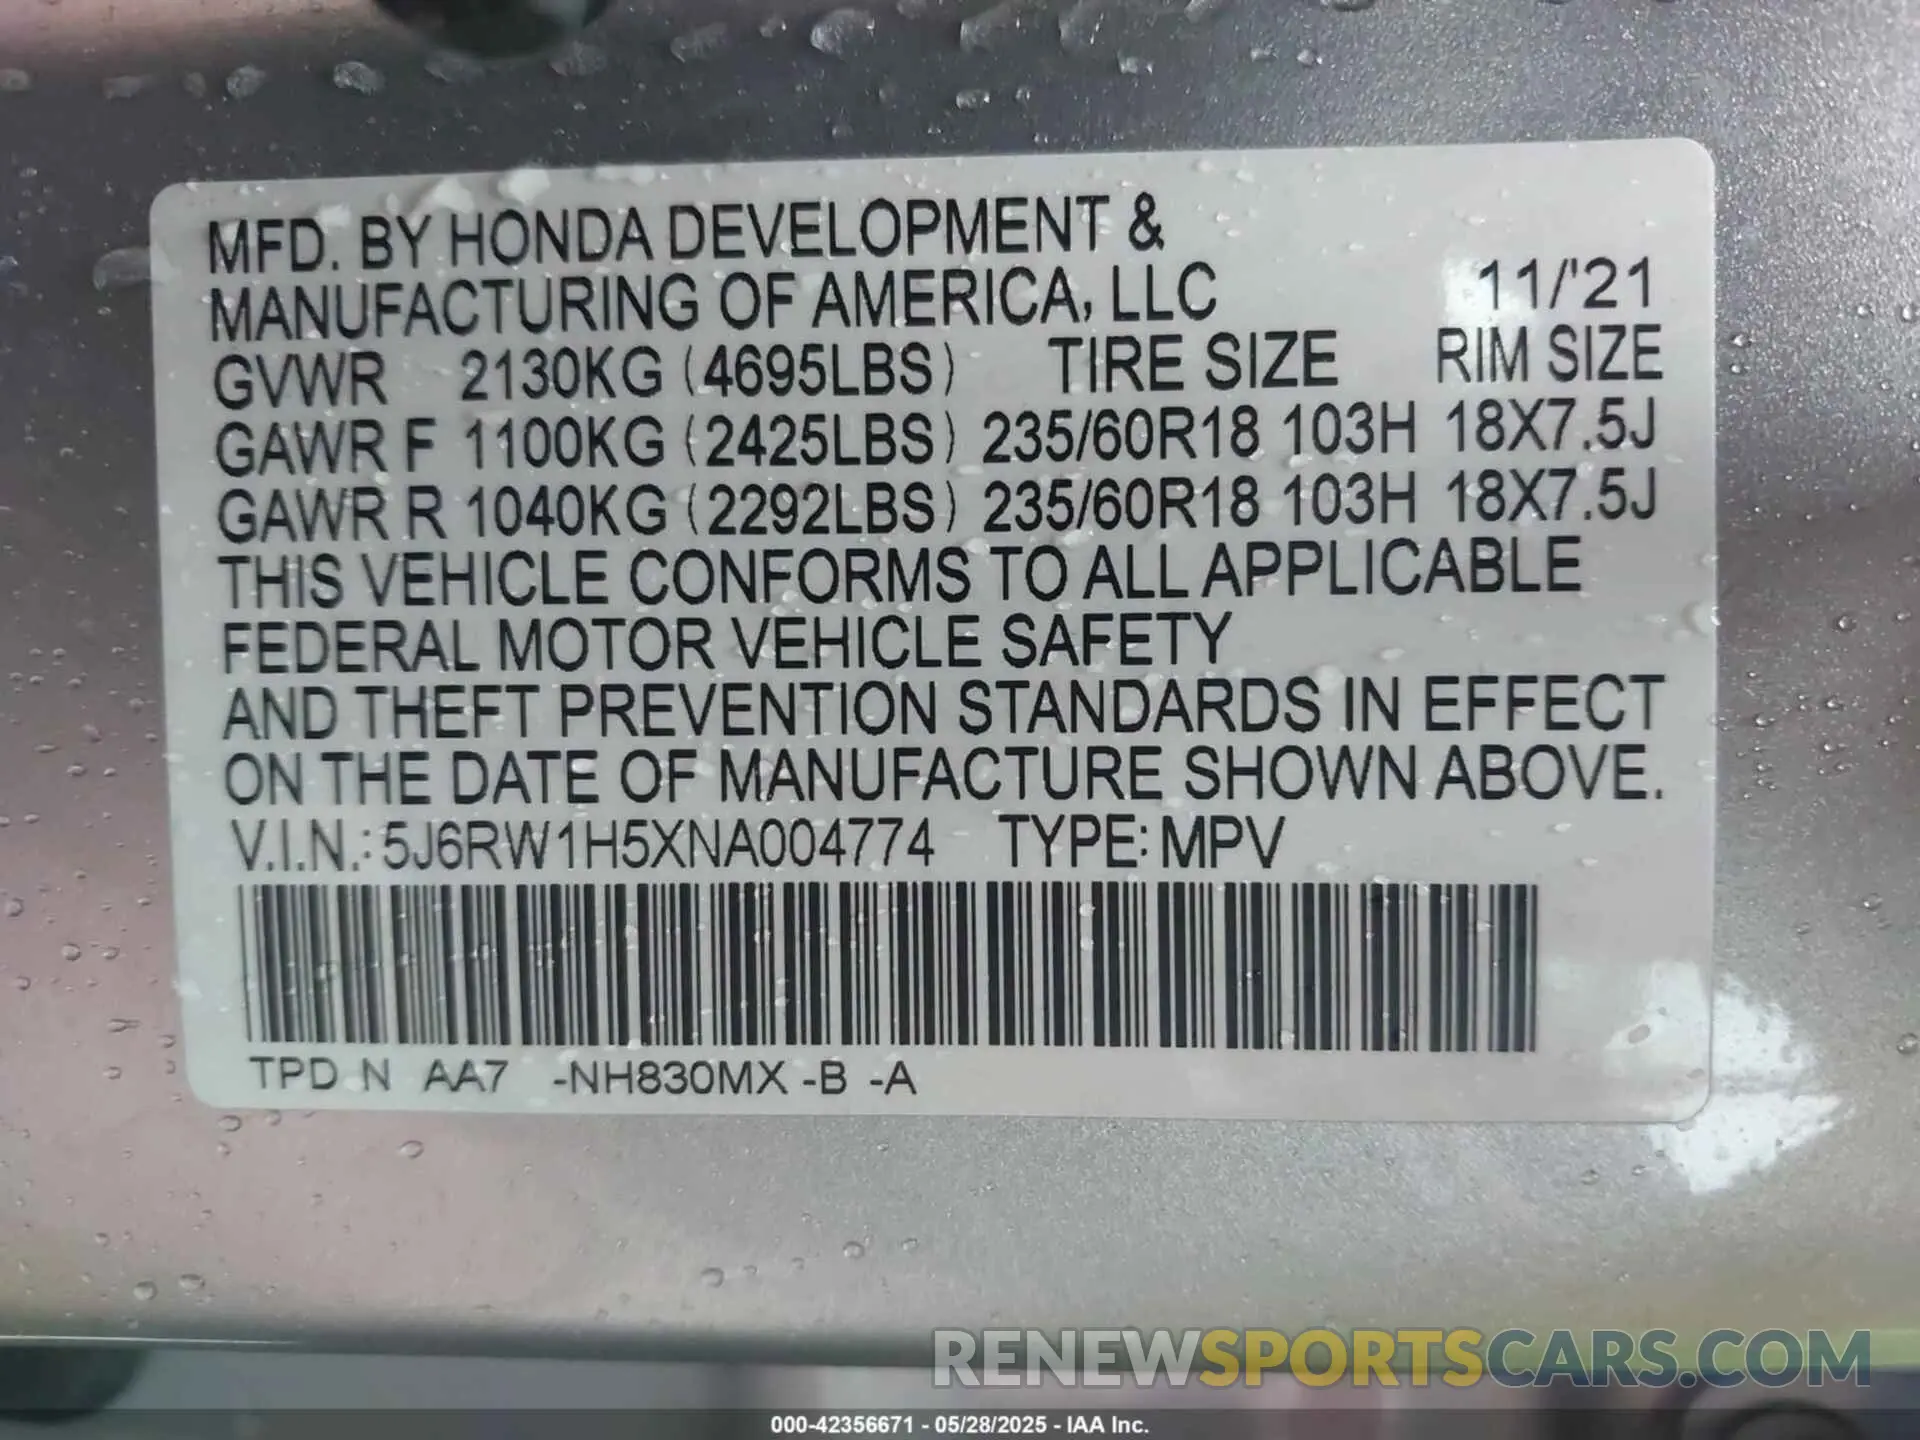 MFD. BY HONDA DEVELOPMENT &
MANUFACTURING OF AMERICA, LLC 11/'21
GVWR 2130KG (4695LBS) TIRE SIZE RIM SIZE
GAWR F 1100KG (2425LBS) 235/60R18 103H 18X7.5J
GAWR R 1040KG (2292LBS) 235/60R18 103H 18X7.5J
THIS VEHICLE CONFORMS TO ALL APPLICABLE
FEDERAL MOTOR VEHICLE SAFETY
AND THEFT PREVENTION STANDARDS IN EFFECT
ON THE DATE OF MANUFACTURE SHOWN ABOVE.
V.I.N.: 5J6RW1H5XNA004774 TYPE: MPV
TPD N AA7 -NH830MX -B -A
RENEWSPORTSCARS.COM
000-42356671 - 05/28/2025 - IAA Inc.